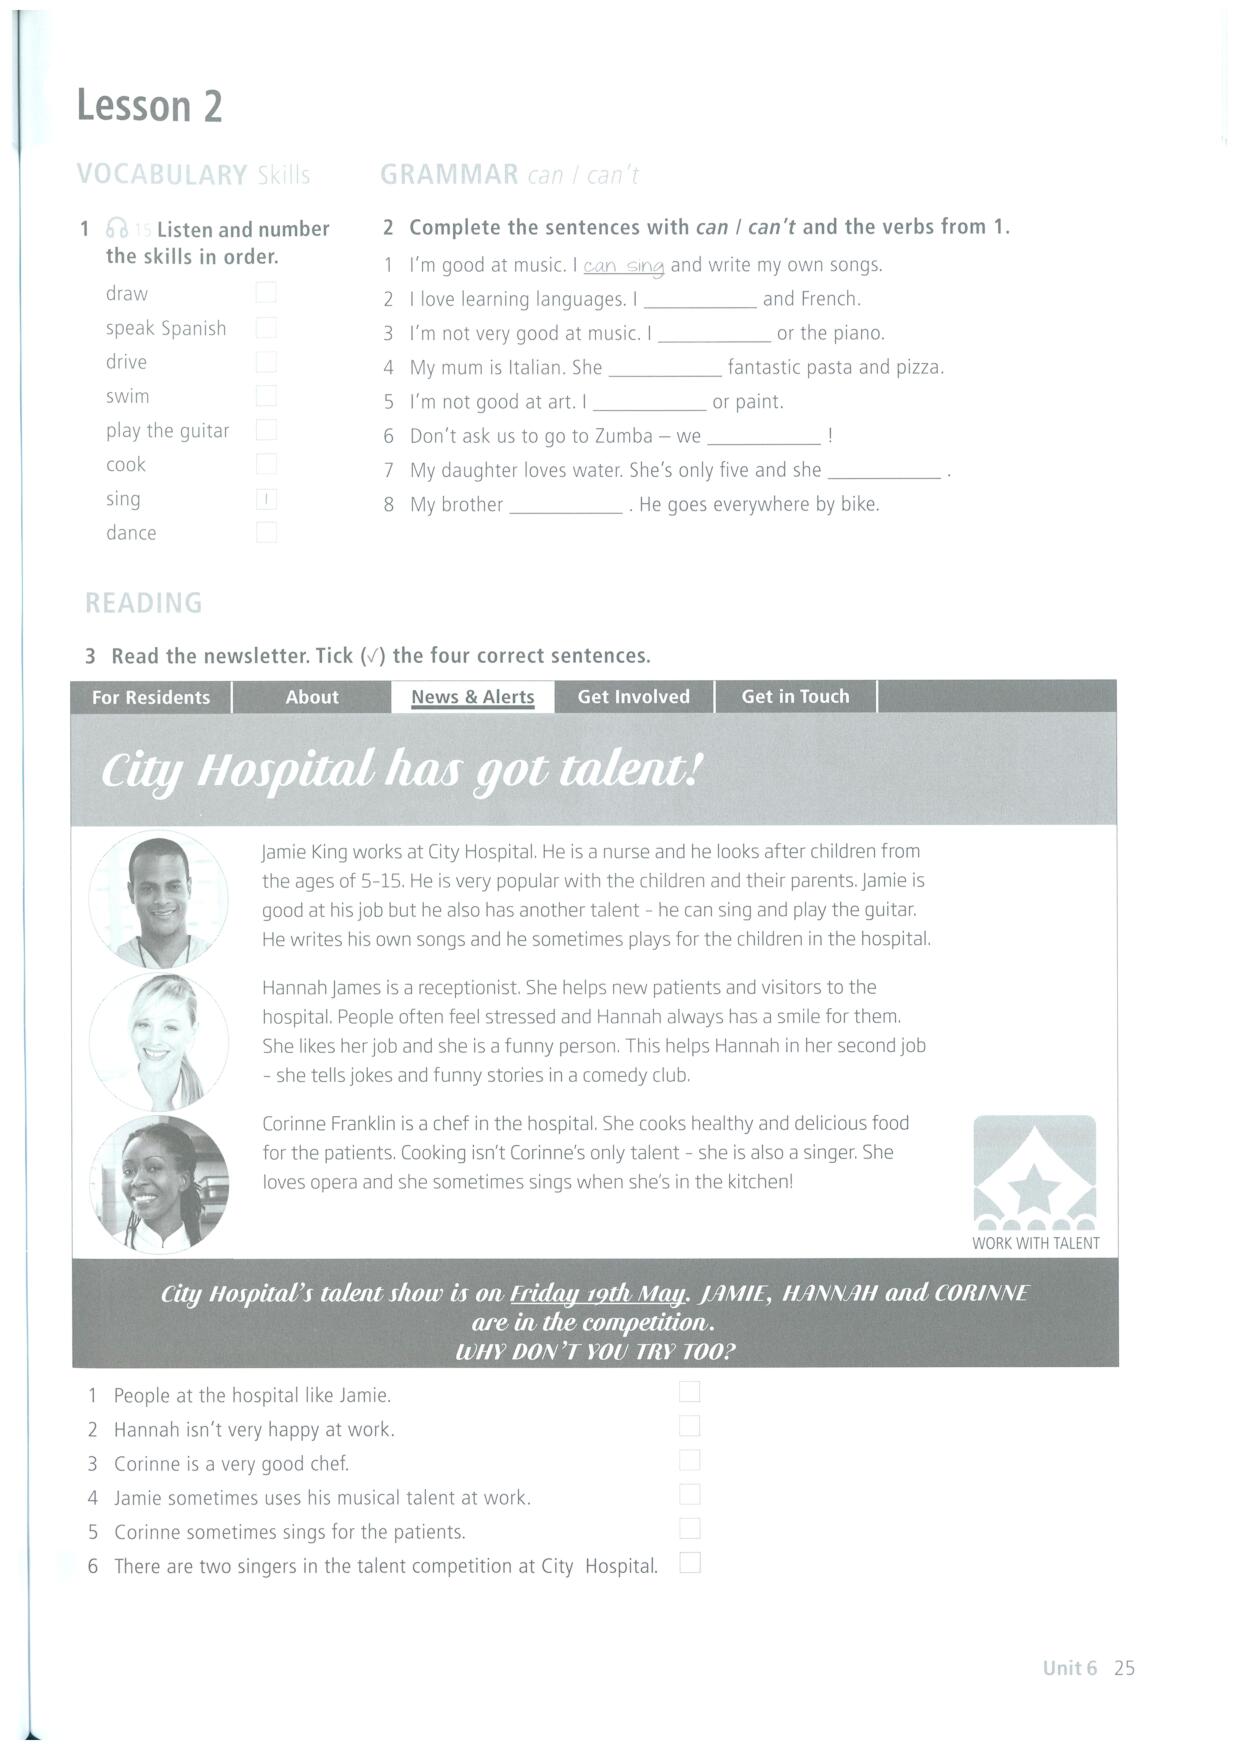 Lesson 2
VOCABULARY Skills
1 15 Listen and number
the skills in order.
draw
speak Spanish
drive
swim
play the guitar
cook
sing 1
dance
GRAMMAR can / can't
2 Complete the sentences with can / can't and the verbs from 1.
1 I'm good at music. I can sing and write my own songs.
2 I love learning languages. I ____________ and French.
3 I'm not very good at music. I ____________ or the piano.
4 My mum is Italian. She ____________ fantastic pasta and pizza.
5 I'm not good at art. I ____________ or paint.
6 Don't ask us to go to Zumba – we ____________ !
7 My daughter loves water. She's only five and she ____________ .
8 My brother ____________ . He goes everywhere by bike.
READING
3 Read the newsletter. Tick (✓) the four correct sentences.
For Residents About News & Alerts Get Involved Get in Touch
City Hospital has got talent!
Jamie King works at City Hospital. He is a nurse and he looks after children from
the ages of 5–15. He is very popular with the children and their parents. Jamie is
good at his job but he also has another talent – he can sing and play the guitar.
He writes his own songs and he sometimes plays for the children in the hospital.
Hannah James is a receptionist. She helps new patients and visitors to the
hospital. People often feel stressed and Hannah always has a smile for them.
She likes her job and she is a funny person. This helps Hannah in her second job
– she tells jokes and funny stories in a comedy club.
Corinne Franklin is a chef in the hospital. She cooks healthy and delicious food
for the patients. Cooking isn't Corinne's only talent – she is also a singer. She
loves opera and she sometimes sings when she's in the kitchen!
WORK WITH TALENT
City Hospital's talent show is on Friday 19th May. JAMIE, HANNAH and CORINNE
are in the competition.
WHY DON'T YOU TRY TOO?
1 People at the hospital like Jamie.
2 Hannah isn't very happy at work.
3 Corinne is a very good chef.
4 Jamie sometimes uses his musical talent at work.
5 Corinne sometimes sings for the patients.
6 There are two singers in the talent competition at City Hospital.
Unit 6 25